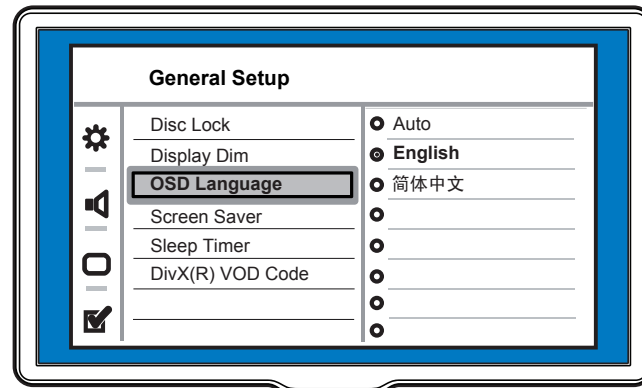 General Setup
Disc Lock
Display Dim
OSD Language
Screen Saver
Sleep Timer
DivX(R) VOD Code
Auto
English
简体中文